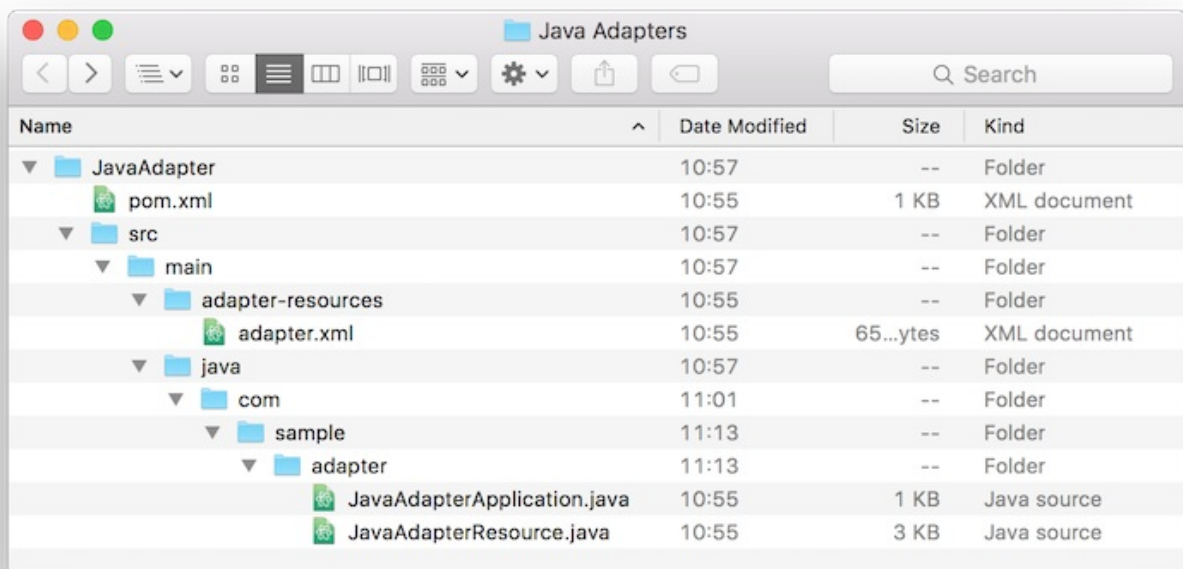 Java Adapters
Search
Name Date Modified Size Kind
JavaAdapter 10:57 -- Folder
pom.xml 10:55 1 KB XML document
src 10:57 -- Folder
main 10:57 -- Folder
adapter-resources 10:55 -- Folder
adapter.xml 10:55 65...ytes XML document
java 10:57 -- Folder
com 11:01 -- Folder
sample 11:13 -- Folder
adapter 11:13 -- Folder
JavaAdapterApplication.java 10:55 1 KB Java source
JavaAdapterResource.java 10:55 3 KB Java source